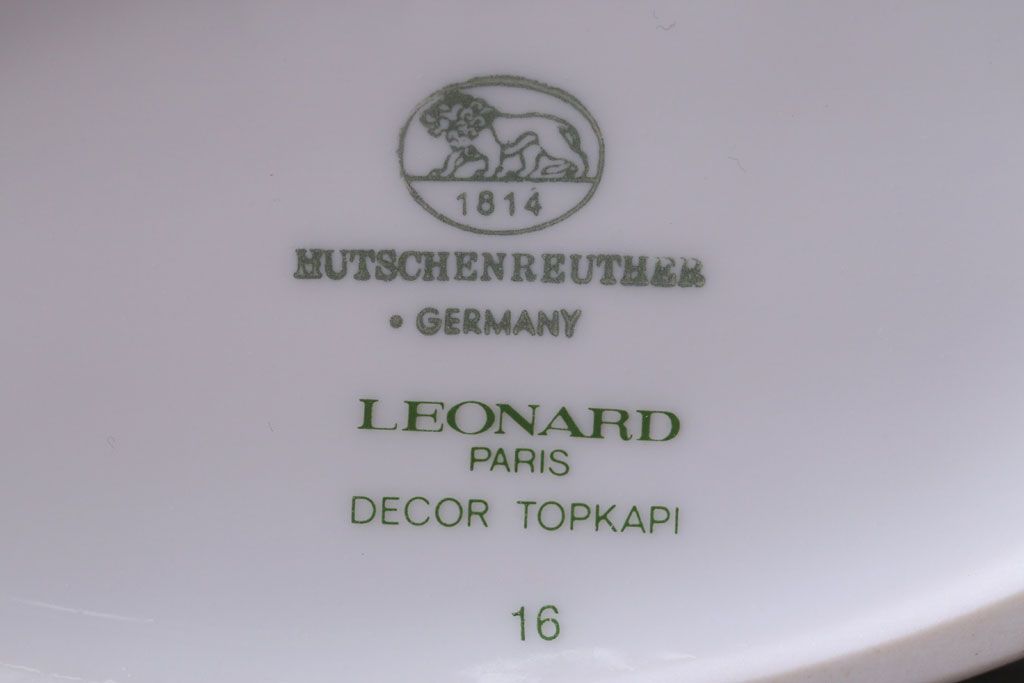 1814
HUTSCHENREUTHER
• GERMANY
LEONARD
PARIS
DECOR TOPKAPI
16